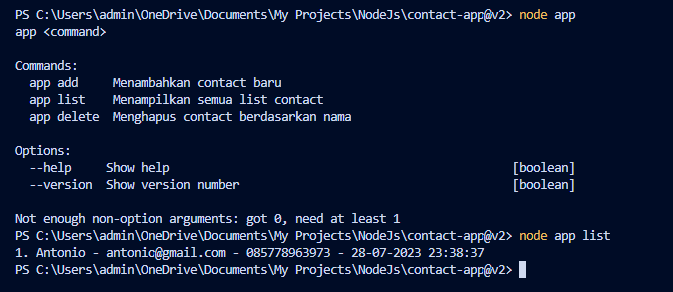 PS C:\Users\admin\OneDrive\Documents\My Projects\NodeJs\contact-app@v2> node app
app <command>
Commands:
app add Menambahkan contact baru
app list Menampilkan semua list contact
app delete Menghapus contact berdasarkan nama
Options:
--help Show help [boolean]
--version Show version number [boolean]
Not enough non-option arguments: got 0, need at least 1
PS C:\Users\admin\OneDrive\Documents\My Projects\NodeJs\contact-app@v2> node app list
1. Antonio - antonio@gmail.com - 085778963973 - 28-07-2023 23:38:37
PS C:\Users\admin\OneDrive\Documents\My Projects\NodeJs\contact-app@v2>